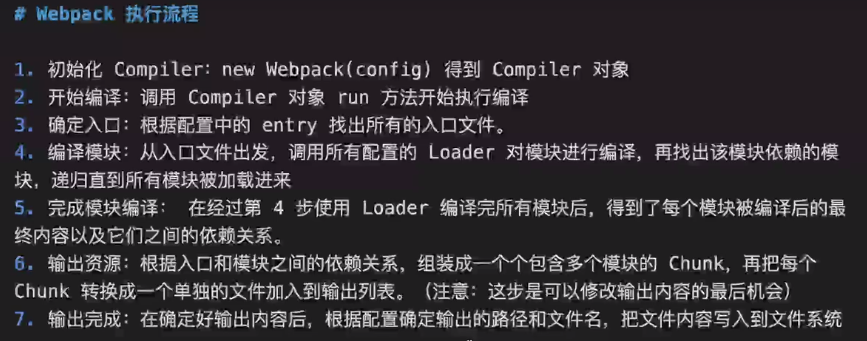 # Webpack 执行流程
1. 初始化 Compiler：new Webpack(config) 得到 Compiler 对象
2. 开始编译：调用 Compiler 对象 run 方法开始执行编译
3. 确定入口：根据配置中的 entry 找出所有的入口文件。
4. 编译模块：从入口文件出发，调用所有配置的 Loader 对模块进行编译，再找出该模块依赖的模
块，递归直到所有模块被加载进来
5. 完成模块编译： 在经过第 4 步使用 Loader 编译完所有模块后，得到了每个模块被编译后的最
终内容以及它们之间的依赖关系。
6. 输出资源：根据入口和模块之间的依赖关系，组装成一个个包含多个模块的 Chunk，再把每个
Chunk 转换成一个单独的文件加入到输出列表。（注意：这步是可以修改输出内容的最后机会）
7. 输出完成：在确定好输出内容后，根据配置确定输出的路径和文件名，把文件内容写入到文件系统